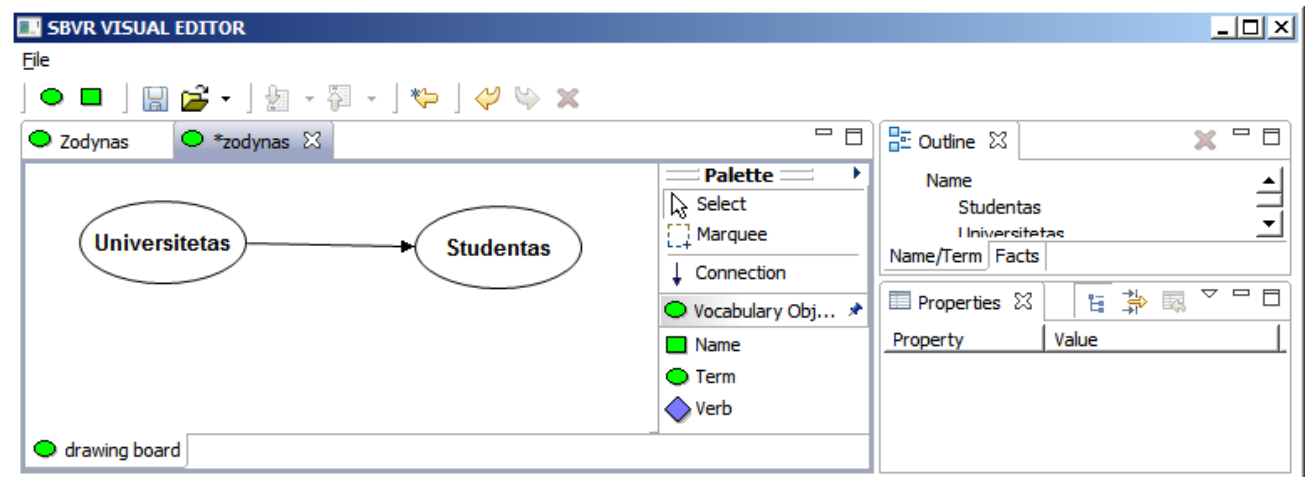 SBVR VISUAL EDITOR
File
Zodynas
*zodynas
Universitetas
Studentas
Palette
Select
Marquee
Connection
Vocabulary Obj...
Name
Term
Verb
drawing board
Outline
Name
Studentas
Universitetas
Name/Term Facts
Properties
Property Value